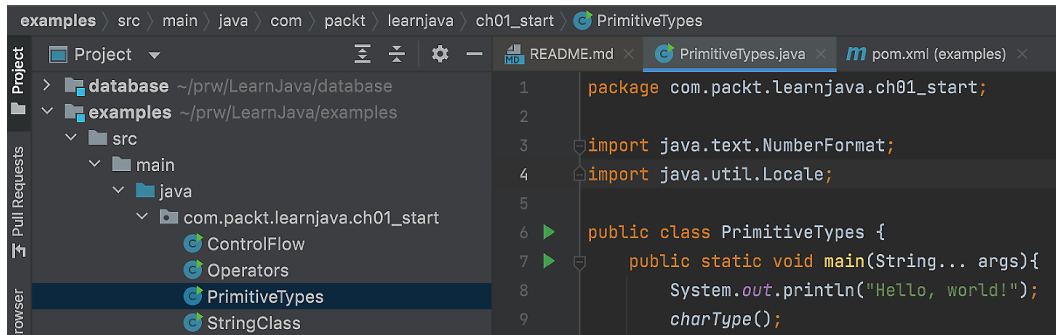 examples > src > main > java > com > packt > learnjava > ch01_start > PrimitiveTypes
Project
Pull Requests
rowser
Project
database ~/prw/LearnJava/database
examples ~/prw/LearnJava/examples
src
main
java
com.packt.learnjava.ch01_start
ControlFlow
Operators
PrimitiveTypes
StringClass
MD README.md × C PrimitiveTypes.java × m pom.xml (examples) ×
1 package com.packt.learnjava.ch01_start;
2
3 import java.text.NumberFormat;
4 import java.util.Locale;
5
6 public class PrimitiveTypes {
7 public static void main(String... args){
8 System.out.println("Hello, world!");
9 charType();